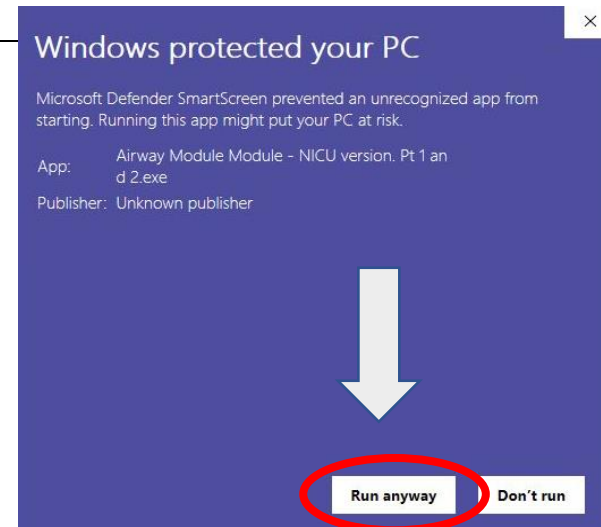 Windows protected your PC
Microsoft Defender SmartScreen prevented an unrecognized app from
starting. Running this app might put your PC at risk.
App: Airway Module Module - NICU version. Pt 1 an
d 2.exe
Publisher: Unknown publisher
Run anyway Don't run